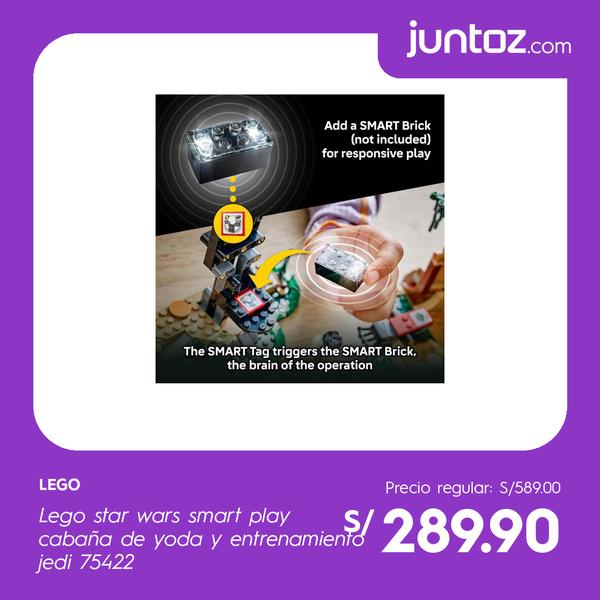 juntoz.com
Add a SMART Brick
(not included)
for responsive play
The SMART Tag triggers the SMART Brick,
the brain of the operation
LEGO
Precio regular: S/589.00
Lego star wars smart play
cabaña de yoda y entrenamiento
jedi 75422
S/ 289.90